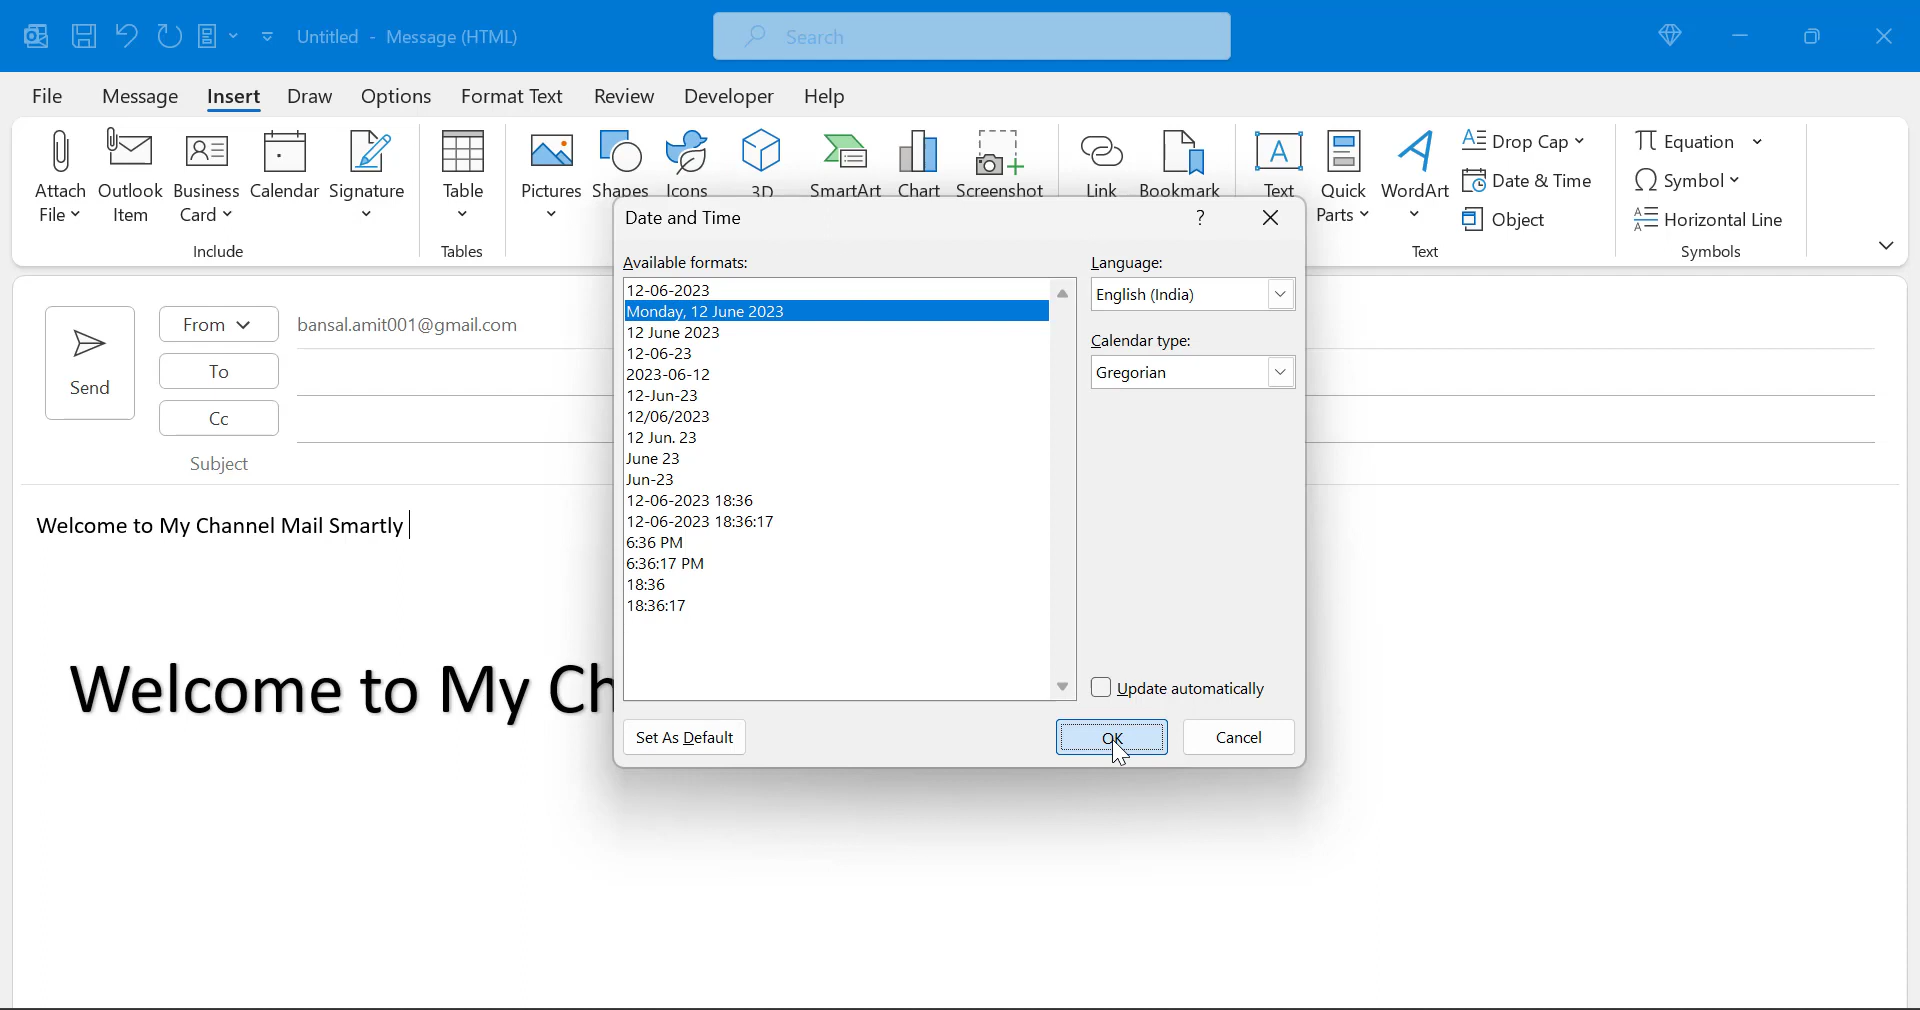 Untitled - Message (HTML)
Search
File Message Insert Draw Options Format Text Review Developer Help
Attach File
Outlook Item
Business Card
Calendar
Signature
Include
Table
Tables
Pictures
Shapes
Icons
3D
SmartArt
Chart
Screenshot
Link
Bookmark
Text
Quick Parts
WordArt
Drop Cap
Date & Time
Object
Text
Equation
Symbol
Horizontal Line
Symbols
Send
From
bansal.amit001@gmail.com
To
Cc
Subject
Welcome to My Channel Mail Smartly
Welcome to My Ch
Date and Time
?
Available formats:
12-06-2023
Monday, 12 June 2023
12 June 2023
12-06-23
2023-06-12
12-Jun-23
12/06/2023
12 Jun. 23
June 23
Jun-23
12-06-2023 18:36
12-06-2023 18:36:17
6:36 PM
6:36:17 PM
18:36
18:36:17
Language:
English (India)
Calendar type:
Gregorian
Update automatically
Set As Default
OK
Cancel